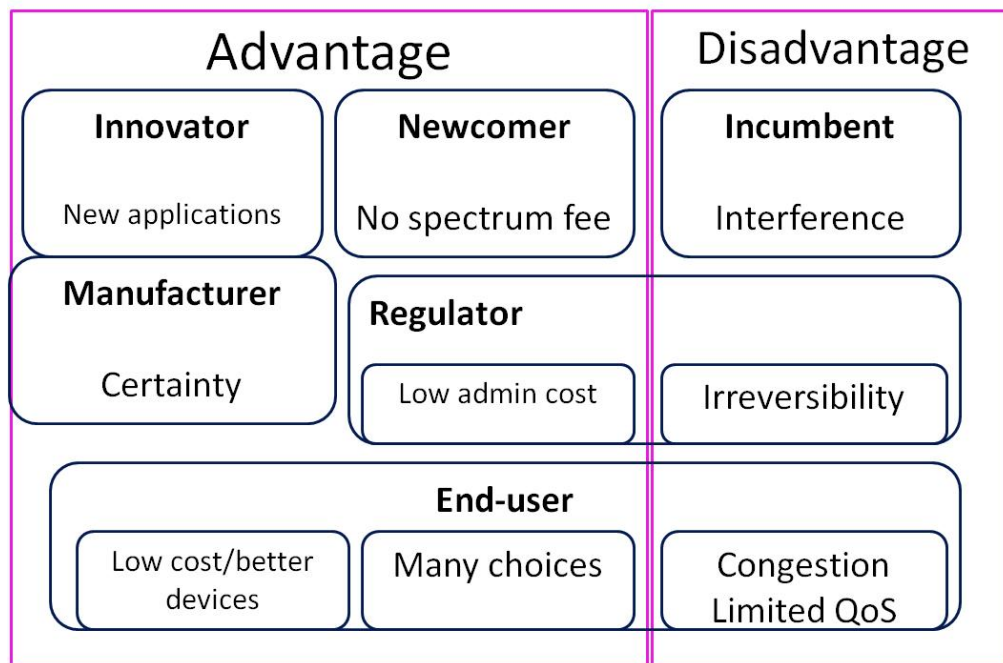 Advantage
Disadvantage
Innovator
New applications
Newcomer
No spectrum fee
Incumbent
Interference
Manufacturer
Certainty
Regulator
Low admin cost
Irreversibility
End-user
Low cost/better
devices
Many choices
Congestion
Limited QoS